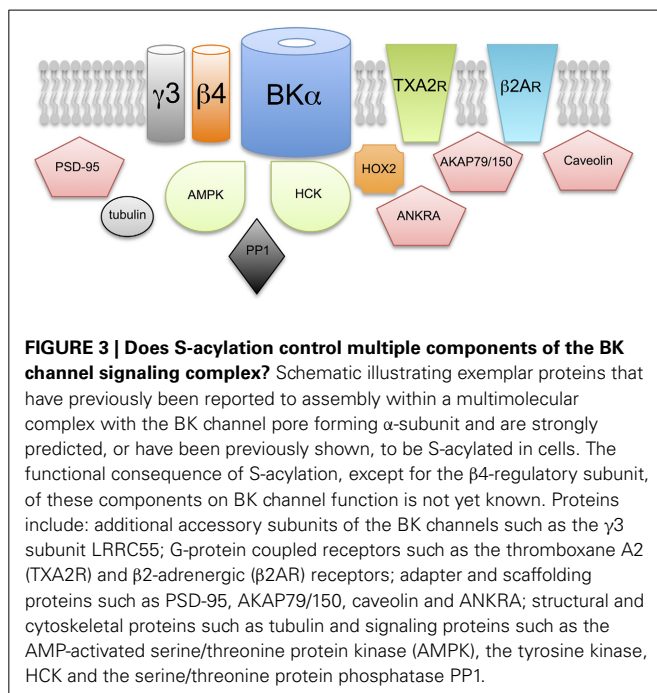 γ3
β4
BKα
TXA2R
β2AR
PSD-95
tubulin
AMPK
HCK
PP1
HOX2
ANKRA
AKAP79/150
Caveolin
FIGURE 3 | Does S-acylation control multiple components of the BK
channel signaling complex? Schematic illustrating exemplar proteins that
have previously been reported to assembly within a multimolecular
complex with the BK channel pore forming α-subunit and are strongly
predicted, or have been previously shown, to be S-acylated in cells. The
functional consequence of S-acylation, except for the β4-regulatory subunit,
of these components on BK channel function is not yet known. Proteins
include: additional accessory subunits of the BK channels such as the γ3
subunit LRRC55; G-protein coupled receptors such as the thromboxane A2
(TXA2R) and β2-adrenergic (β2AR) receptors; adapter and scaffolding
proteins such as PSD-95, AKAP79/150, caveolin and ANKRA; structural and
cytoskeletal proteins such as tubulin and signaling proteins such as the
AMP-activated serine/threonine protein kinase (AMPK), the tyrosine kinase,
HCK and the serine/threonine protein phosphatase PP1.